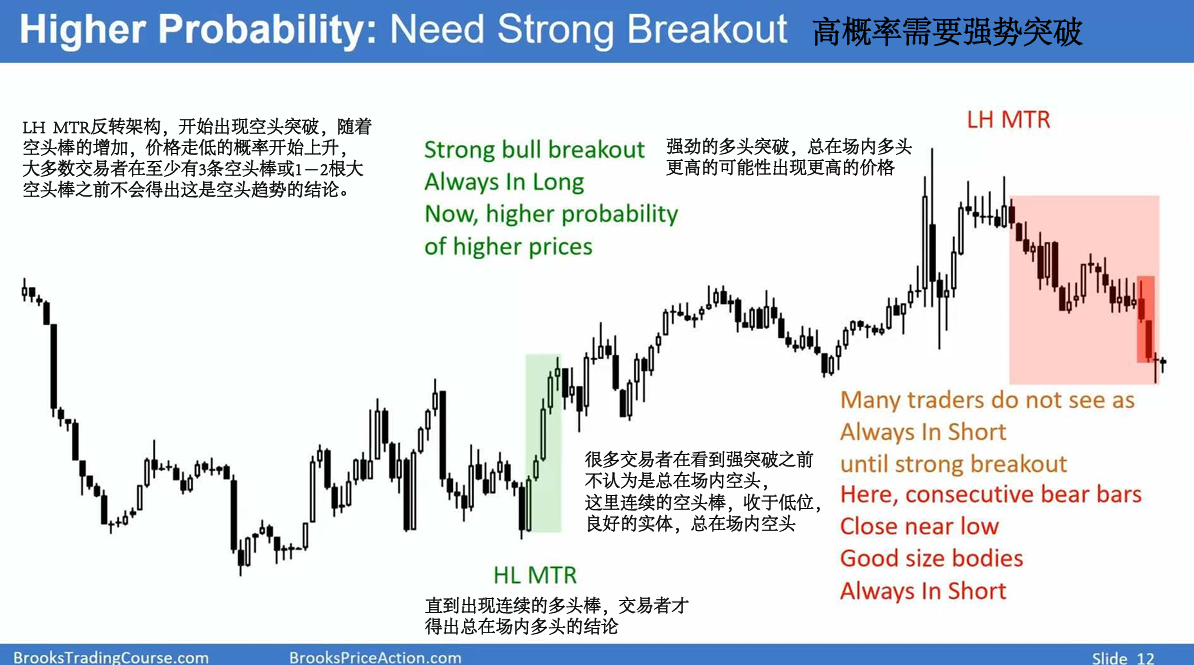 Higher Probability: Need Strong Breakout 高概率需要强势突破
LH MTR反转架构，开始出现空头突破，随着
空头棒的增加，价格走低的概率开始上升，
大多数交易者在至少有3条空头棒或1－2根大
空头棒之前不会得出这是空头趋势的结论。
Strong bull breakout
Always In Long
Now, higher probability
of higher prices
强劲的多头突破，总在场内多头
更高的可能性出现更高的价格
LH MTR
Many traders do not see as
Always In Short
until strong breakout
Here, consecutive bear bars
Close near low
Good size bodies
Always In Short
很多交易者在看到强突破之前
不认为是总在场内空头，
这里连续的空头棒，收于低位，
良好的实体，总在场内空头
HL MTR
直到出现连续的多头棒，交易者才
得出总在场内多头的结论
BrooksTradingCourse.com
BrooksPriceAction.com
Slide 12